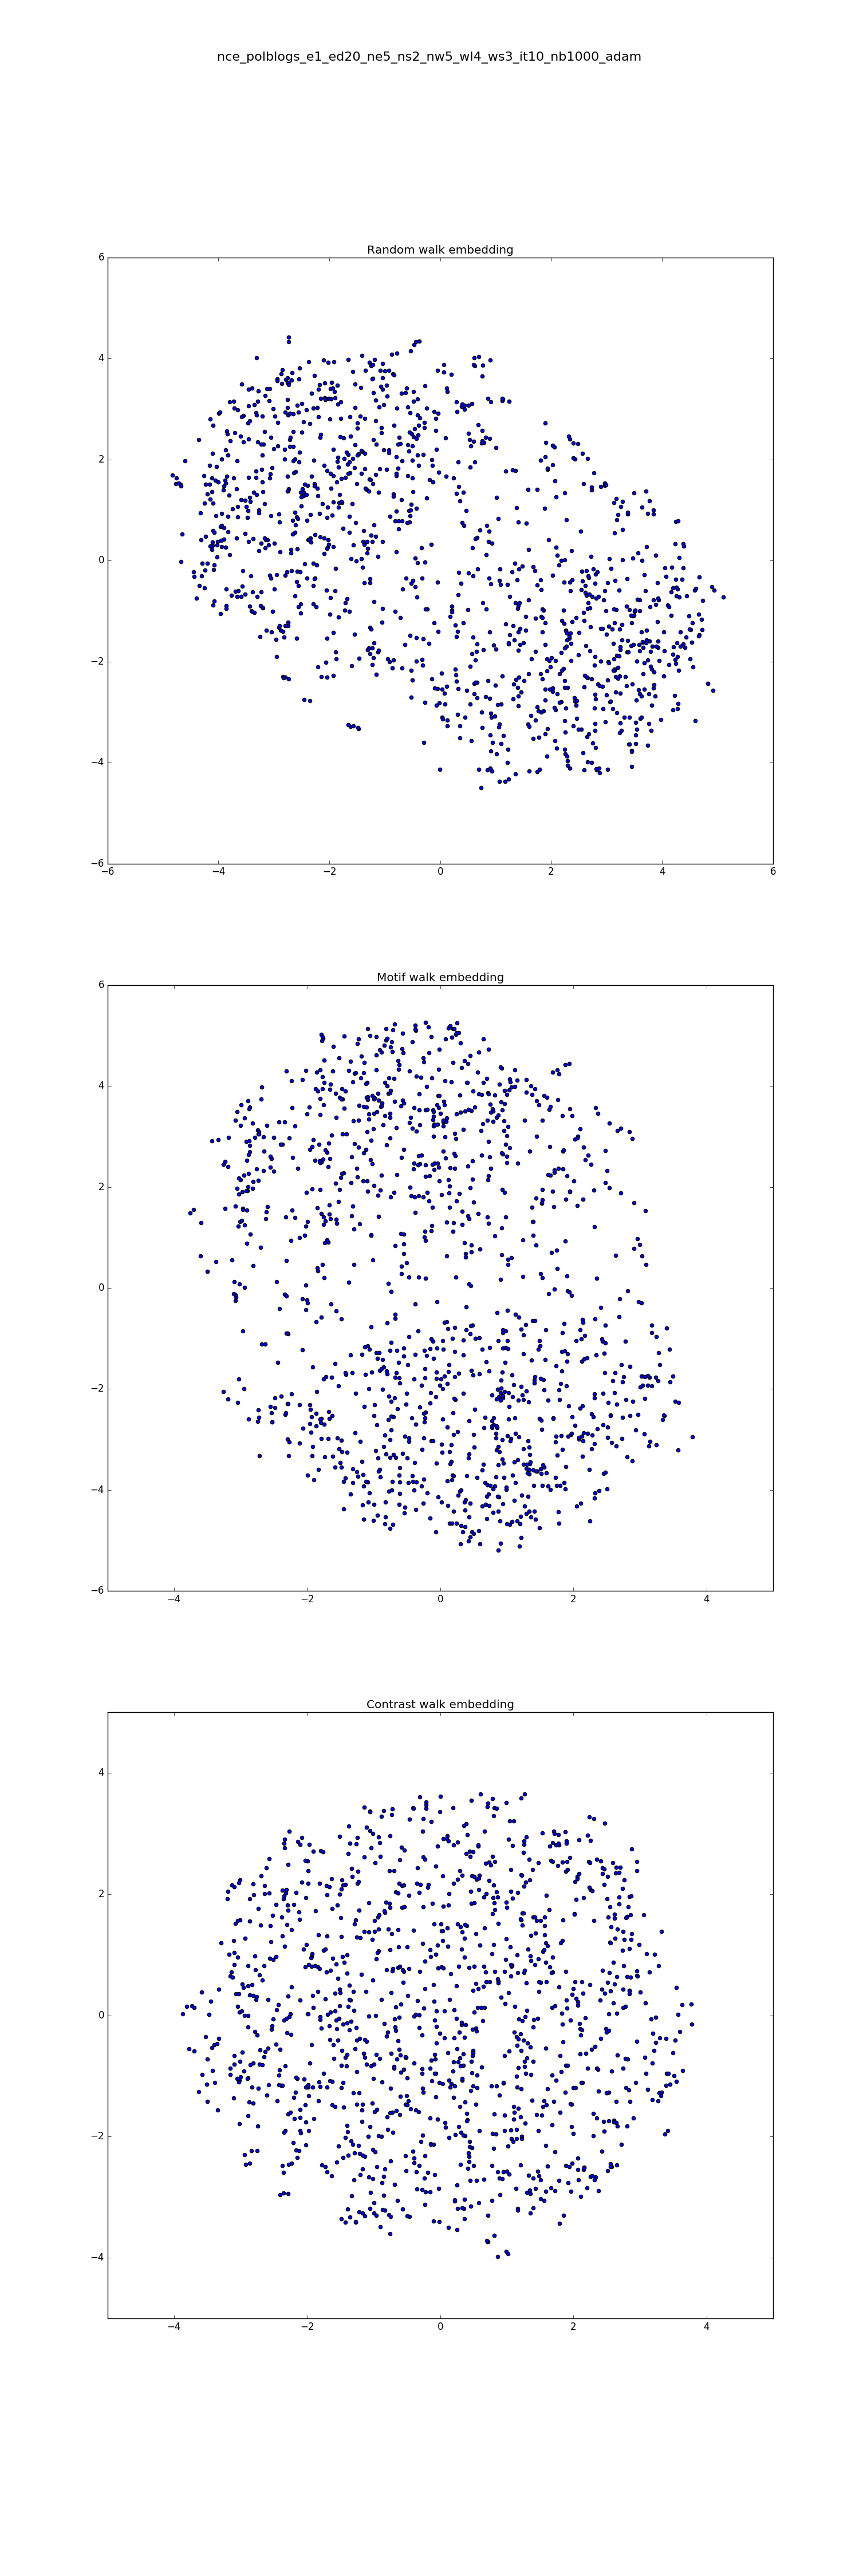 nce_polblogs_e1_ed20_ne5_ns2_nw5_wl4_ws3_it10_nb1000_adam
Random walk embedding
6
4
2
0
−2
−4
−6
−6 −4 −2 0 2 4 6
Motif walk embedding
6
4
2
0
−2
−4
−6
−4 −2 0 2 4
Contrast walk embedding
4
2
0
−2
−4
−4 −2 0 2 4